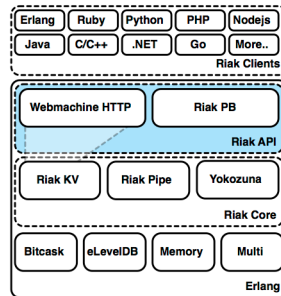 Erlang Ruby Python PHP Nodejs
Java C/C++ .NET Go More..
Riak Clients
Webmachine HTTP Riak PB
Riak API
Riak KV Riak Pipe Yokozuna
Riak Core
Bitcask eLevelDB Memory Multi
Erlang